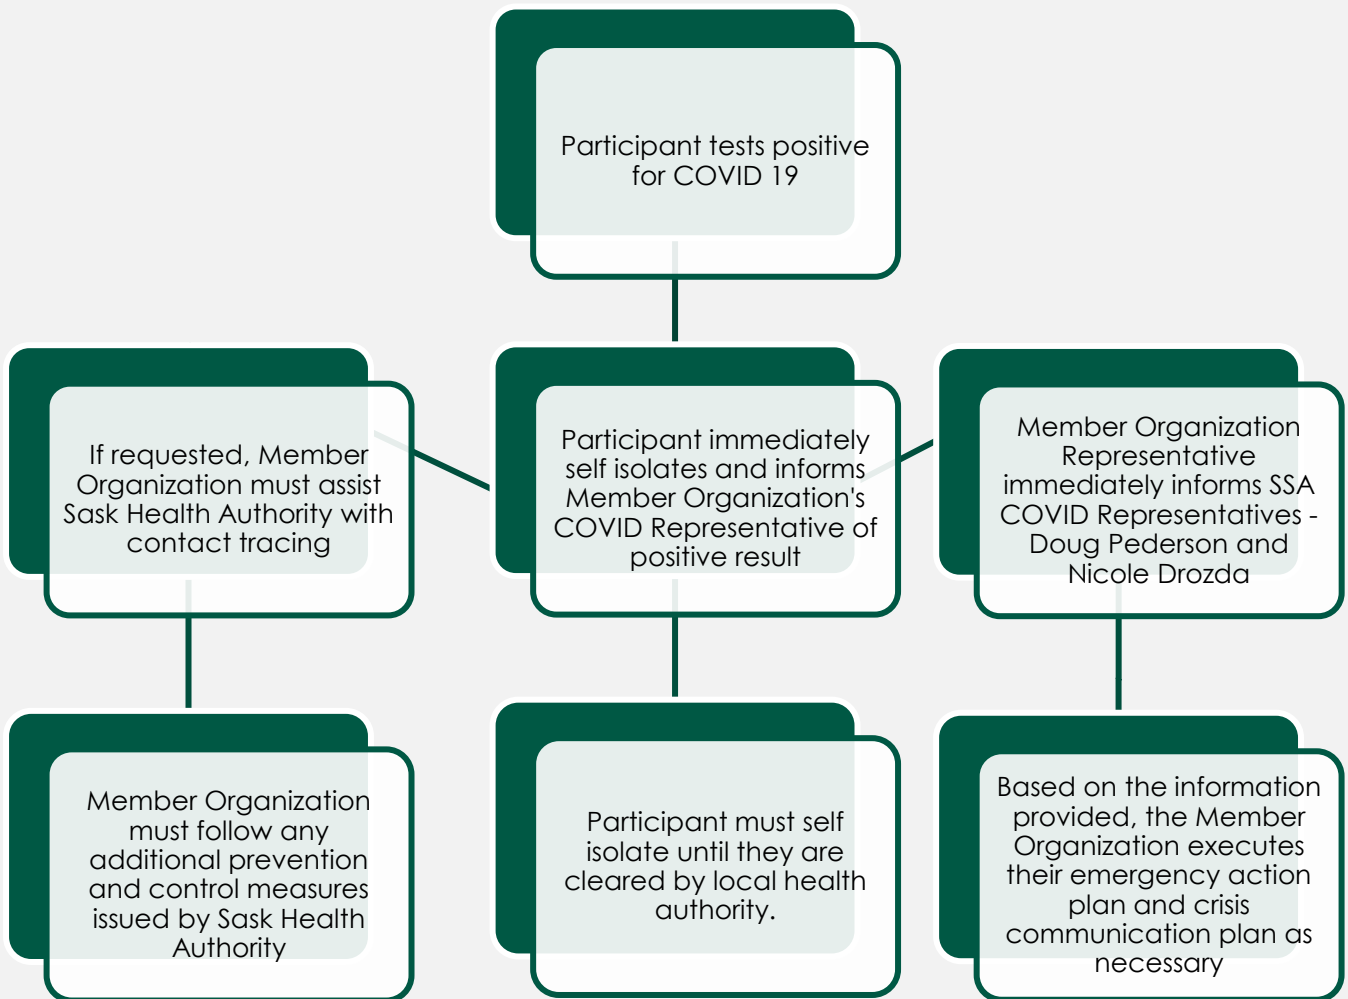 Participant tests positive
for COVID 19
If requested, Member
Organization must assist
Sask Health Authority with
contact tracing
Participant immediately
self isolates and informs
Member Organization's
COVID Representative of
positive result
Member Organization
Representative
immediately informs SSA
COVID Representatives -
Doug Pederson and
Nicole Drozda
Member Organization
must follow any
additional prevention
and control measures
issued by Sask Health
Authority
Participant must self
isolate until they are
cleared by local health
authority.
Based on the information
provided, the Member
Organization executes
their emergency action
plan and crisis
communication plan as
necessary